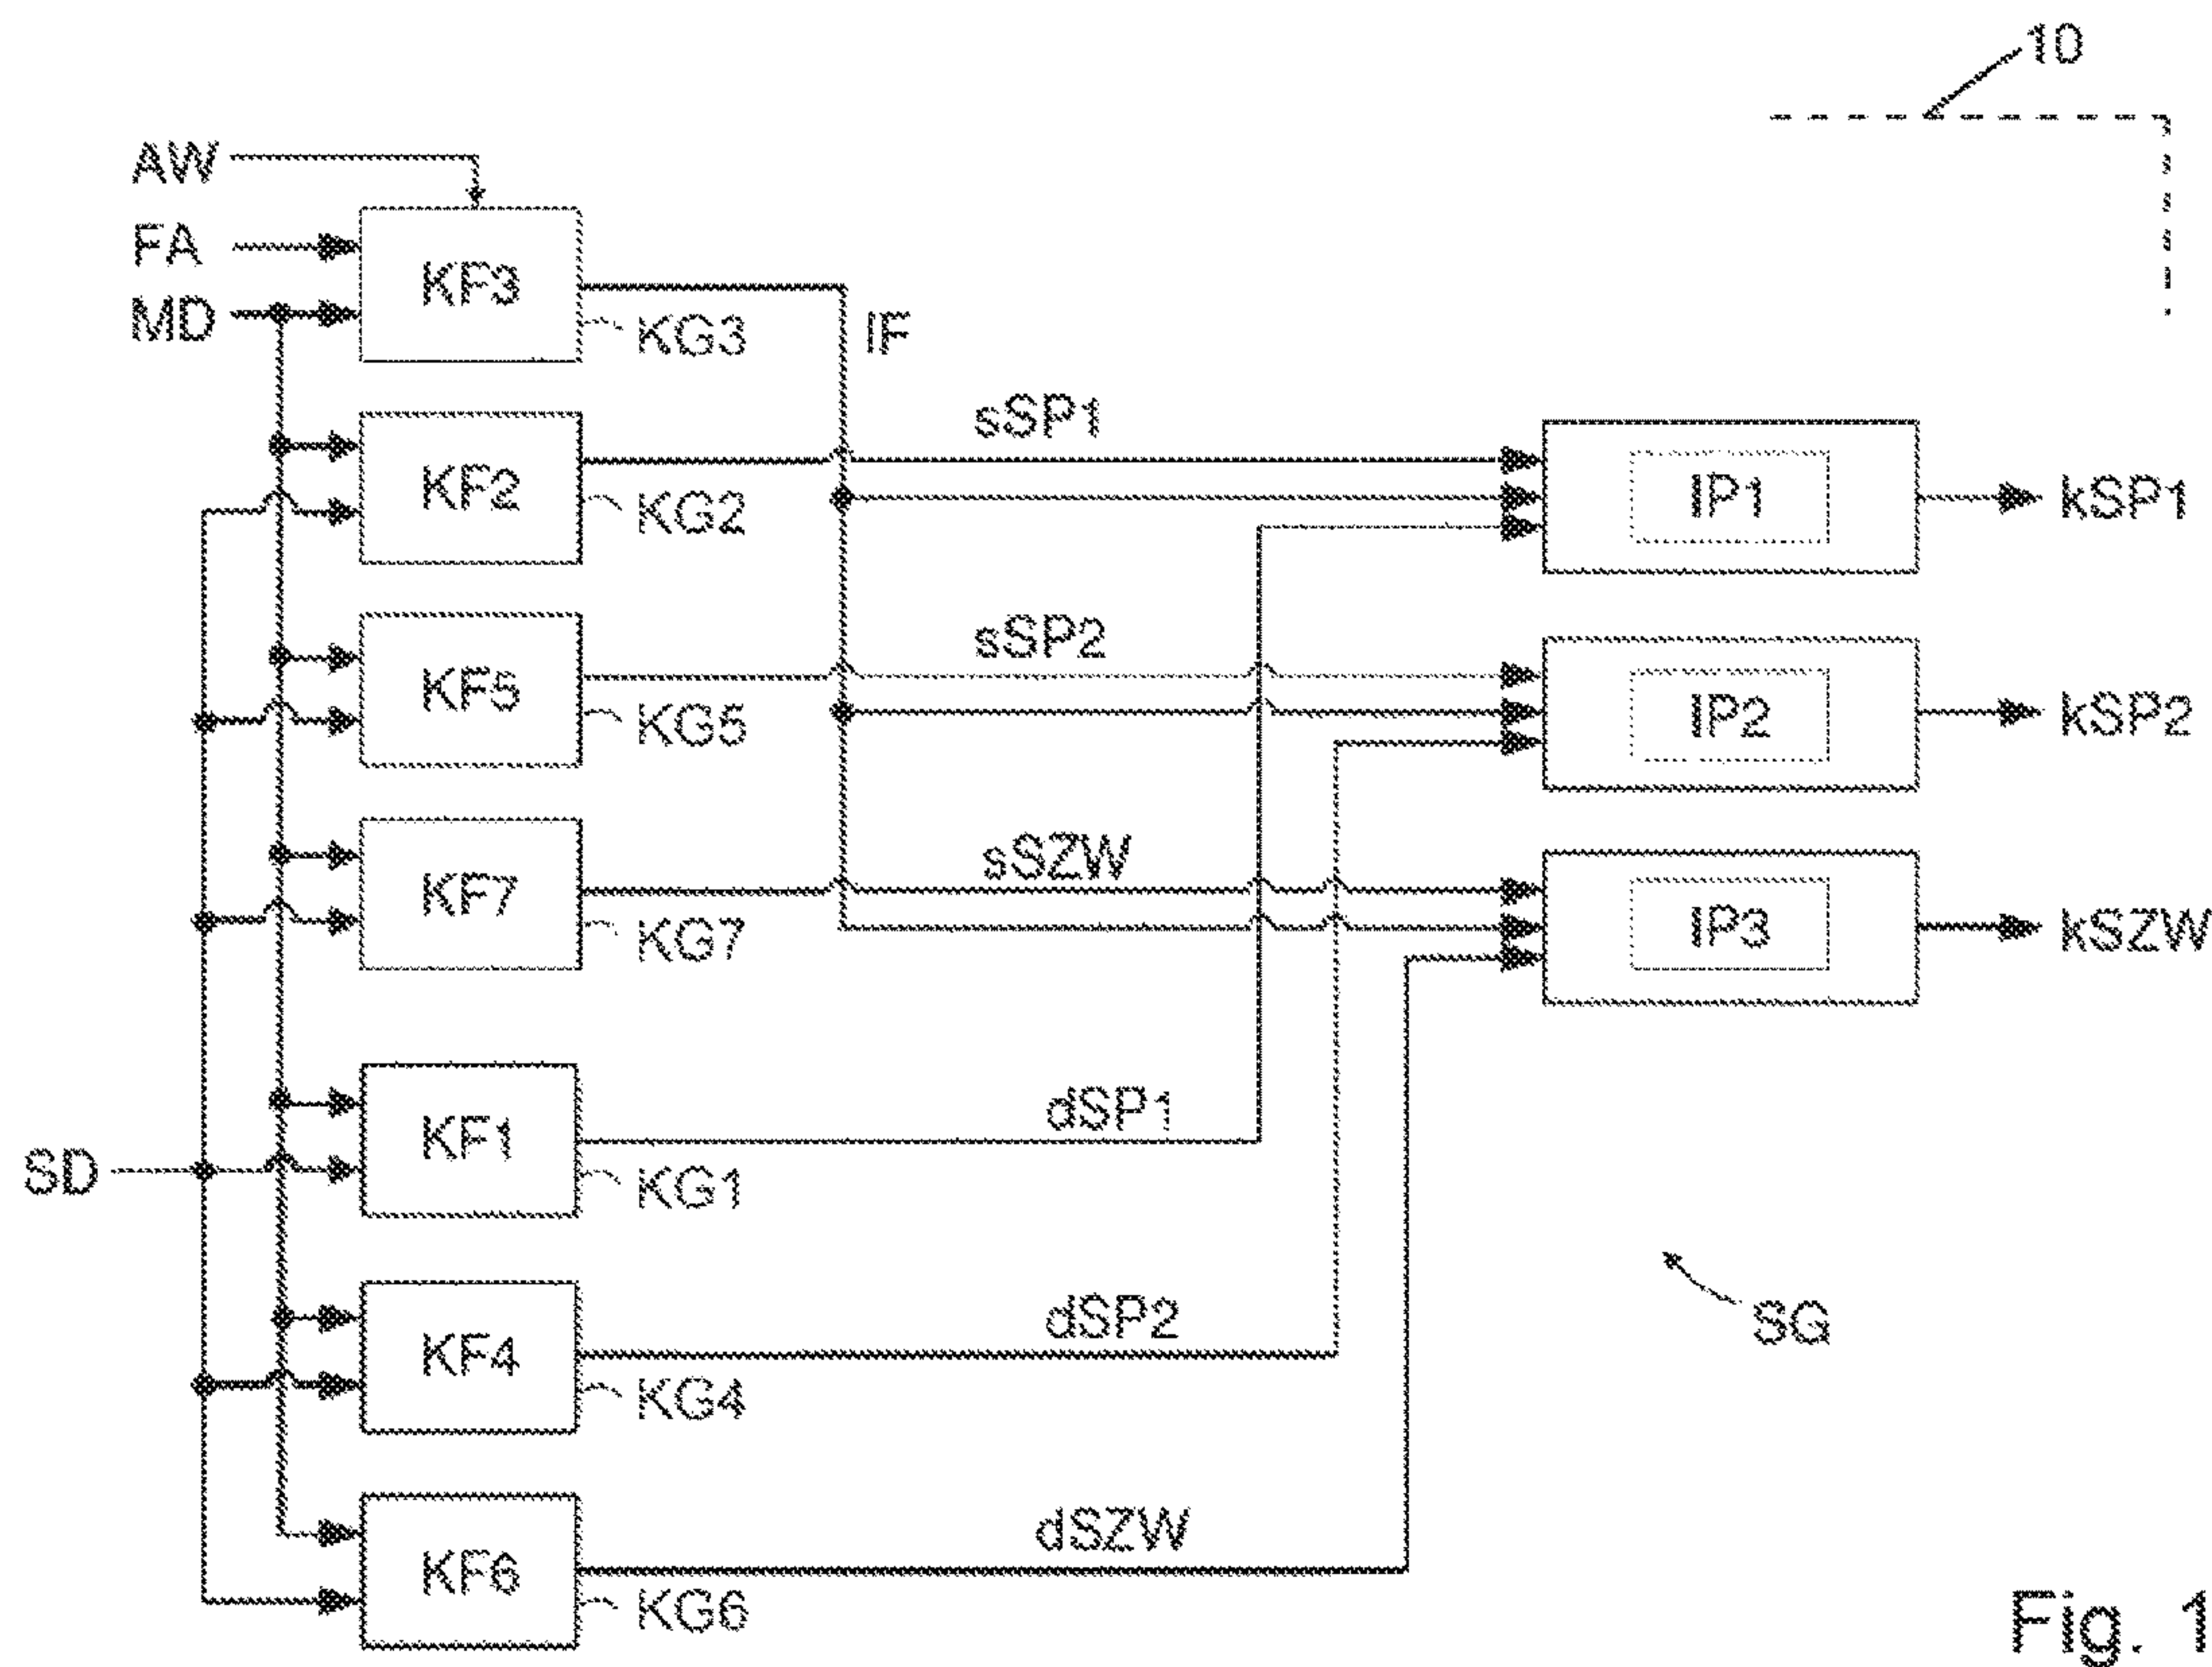 10
AW
FA
MD
KF3
KG3
IF
sSP1
KF2
KG2
IP1
kSP1
sSP2
KF5
KG5
IP2
kSP2
sSZW
KF7
KG7
IP3
kSZW
dSP1
KF1
KG1
SD
dSP2
KF4
KG4
SG
dSZW
KF6
KG6
Fig. 1